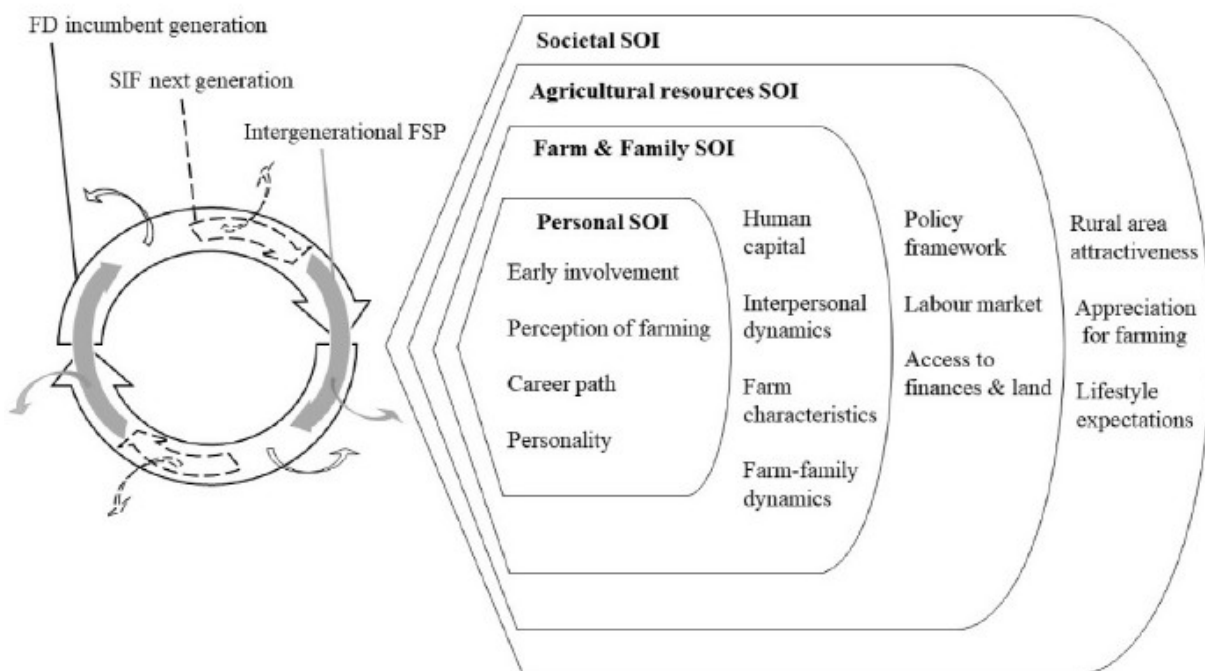 FD incumbent generation
SIF next generation
Intergenerational FSP
Societal SOI
Agricultural resources SOI
Farm & Family SOI
Personal SOI
Early involvement
Perception of farming
Career path
Personality
Human
capital
Interpersonal
dynamics
Farm
characteristics
Farm-family
dynamics
Policy
framework
Labour market
Access to
finances & land
Rural area
attractiveness
Appreciation
for farming
Lifestyle
expectations